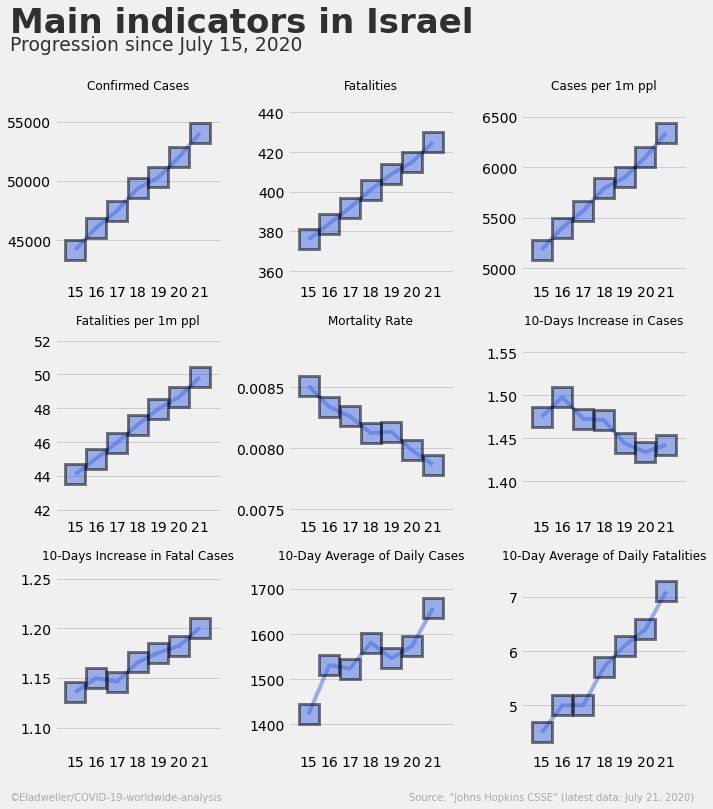 Main indicators in Israel
Progression since July 15, 2020
Confirmed Cases
55000
50000
45000
15 16 17 18 19 20 21
Fatalities
440
420
400
380
360
15 16 17 18 19 20 21
Cases per 1m ppl
6500
6000
5500
5000
15 16 17 18 19 20 21
Fatalities per 1m ppl
52
50
48
46
44
42
15 16 17 18 19 20 21
Mortality Rate
0.0085
0.0080
0.0075
15 16 17 18 19 20 21
10-Days Increase in Cases
1.55
1.50
1.45
1.40
15 16 17 18 19 20 21
10-Days Increase in Fatal Cases
1.25
1.20
1.15
1.10
15 16 17 18 19 20 21
10-Day Average of Daily Cases
1700
1600
1500
1400
15 16 17 18 19 20 21
10-Day Average of Daily Fatalities
7
6
5
15 16 17 18 19 20 21
©Eladweller/COVID-19-worldwide-analysis
Source: "Johns Hopkins CSSE" (latest data: July 21, 2020)